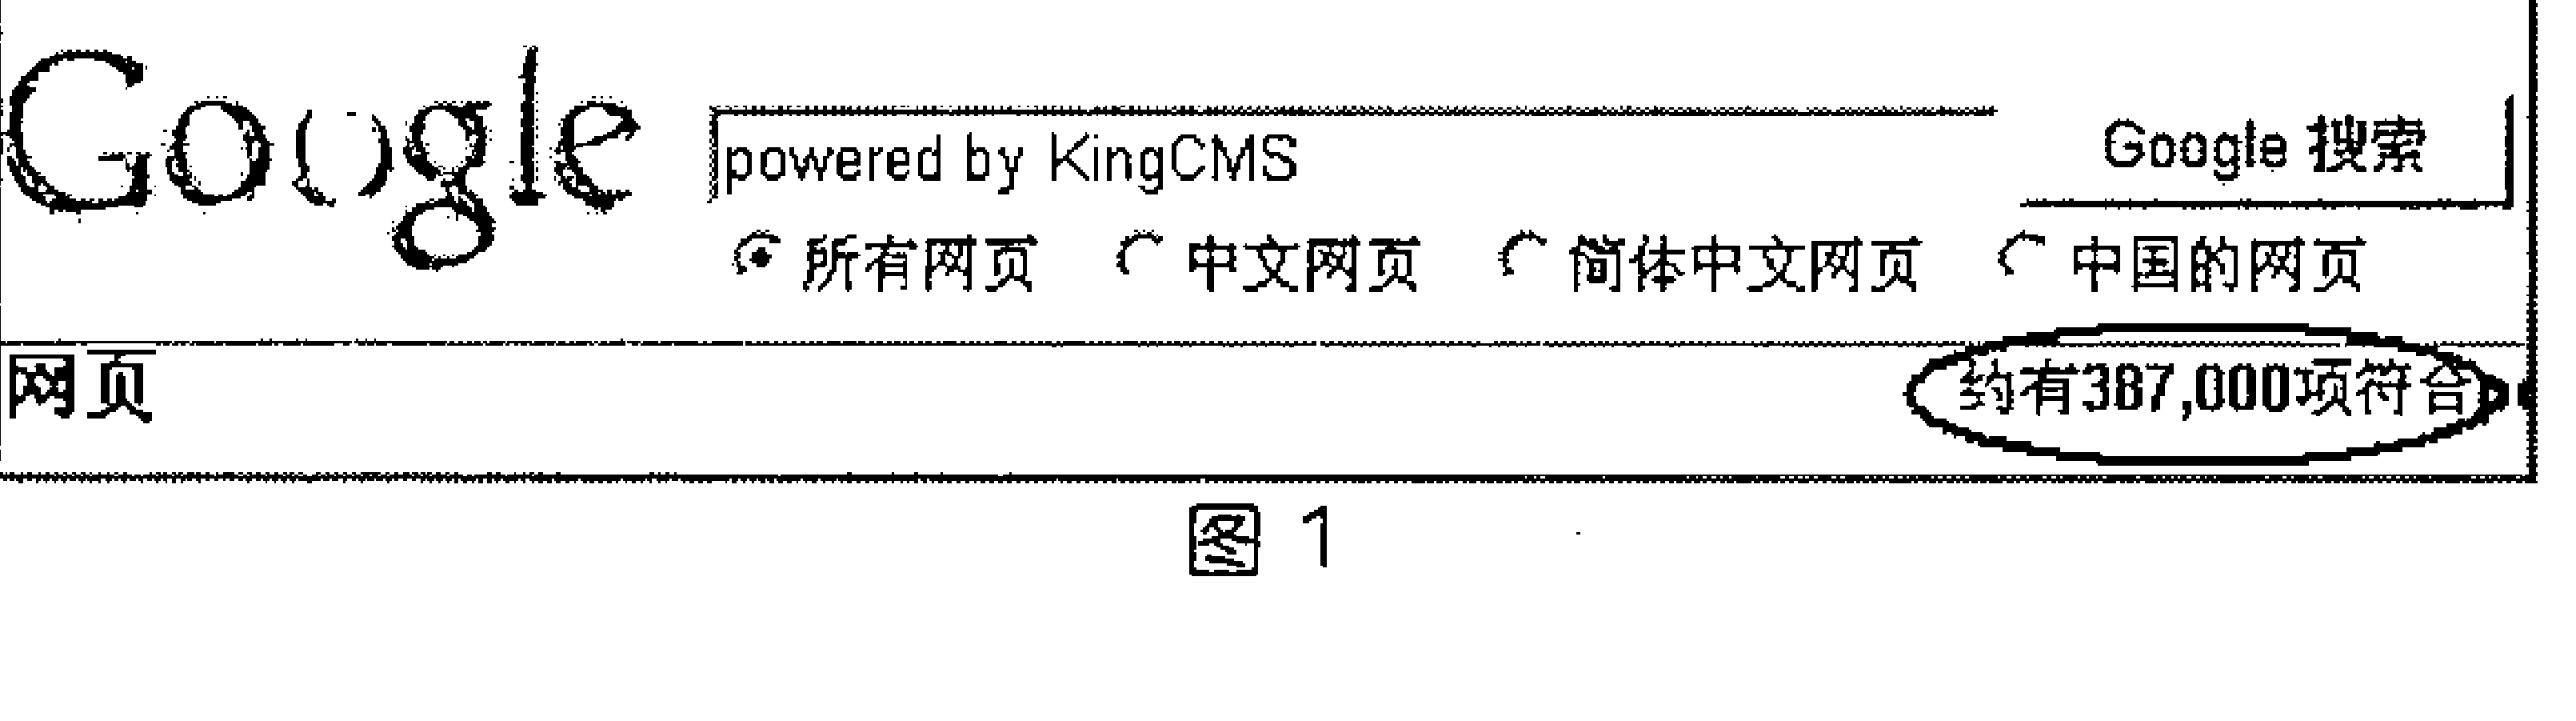 Google
powered by KingCMS
Google 搜索
所有网页 中文网页 简体中文网页 中国的网页
网页 约有387,000项符合
图 1